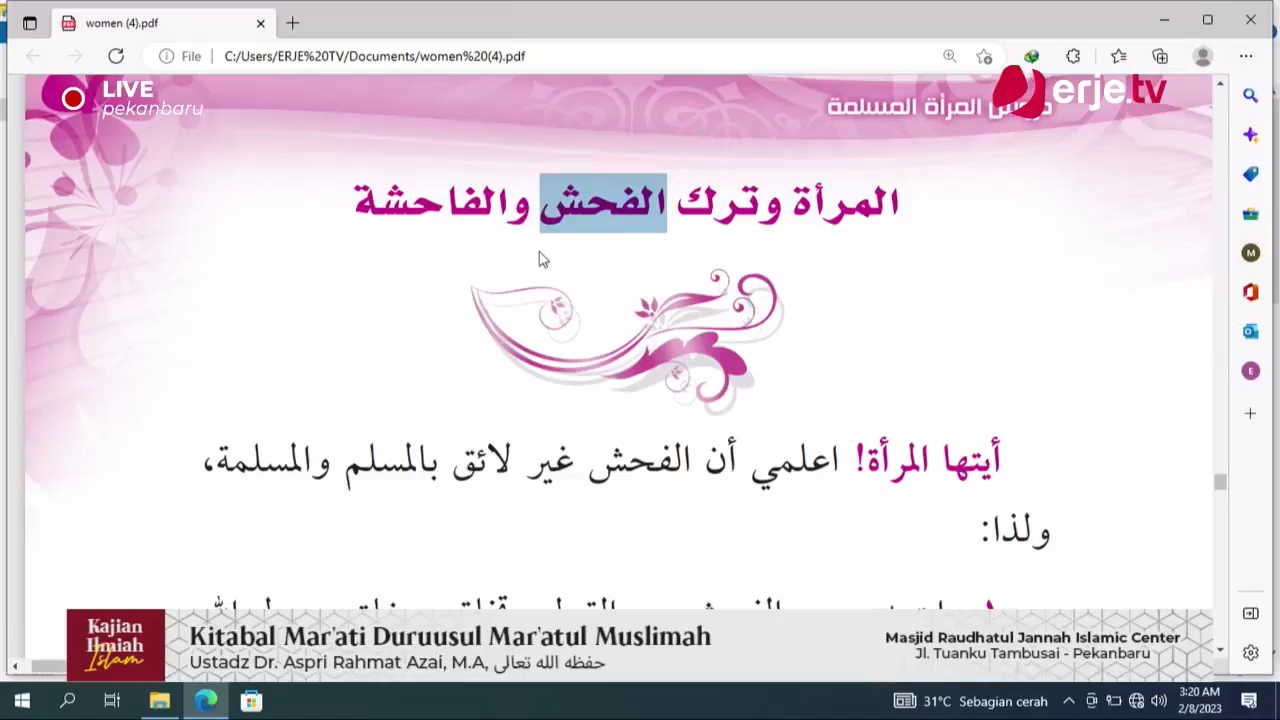 women (4).pdf
File
C:/Users/ERJE%20TV/Documents/women%20(4).pdf
LIVE
pekanbaru
erje.tv
المرأة المسلمة
المرأة وترك الفحش والفاحشة
أيتها المرأة! اعلمي أن الفحش غير لائق بالمسلم والمسلمة،
ولذا:
M
E
Kajian
Ilmiah
Islam
Kitabal Mar'ati Duruusul Mar'atul Muslimah
Ustadz Dr. Aspri Rahmat Azai, M.A, حفظه الله تعالى
Masjid Raudhatul Jannah Islamic Center
Jl. Tuanku Tambusai - Pekanbaru
31°C Sebagian cerah
3:20 AM
2/8/2023